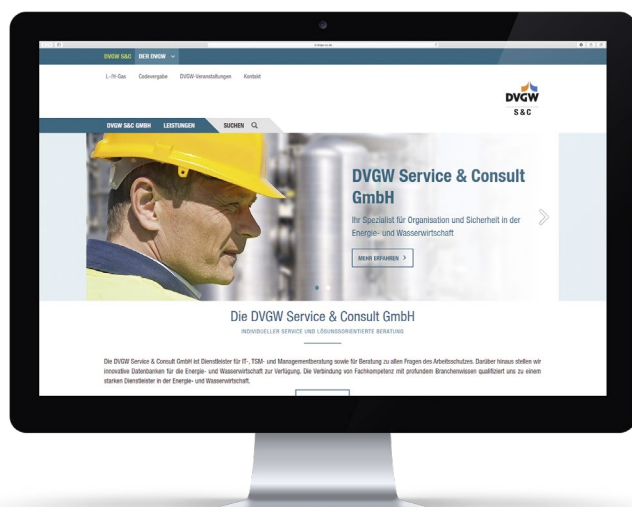 DVGW S&C DER DVGW
L-/H-Gas Codevergabe DVGW-Veranstaltungen Kontakt
DVGW
S & C
DVGW S&C GMBH LEISTUNGEN SUCHEN
DVGW Service & Consult
GmbH
Ihr Spezialist für Organisation und Sicherheit in der
Energie- und Wasserwirtschaft
MEHR ERFAHREN
Die DVGW Service & Consult GmbH
INDIVIDUELLER SERVICE UND LÖSUNGSORIENTIERTE BERATUNG
Die DVGW Service & Consult GmbH ist Dienstleister für IT-, TSM- und Managementberatung sowie für Beratung zu allen Fragen des Arbeitsschutzes. Darüber hinaus stellen wir
innovative Datenbanken für die Energie- und Wasserwirtschaft zur Verfügung. Die Verbindung von Fachkompetenz mit profundem Branchenwissen qualifiziert uns zu einem
starken Dienstleister in der Energie- und Wasserwirtschaft.